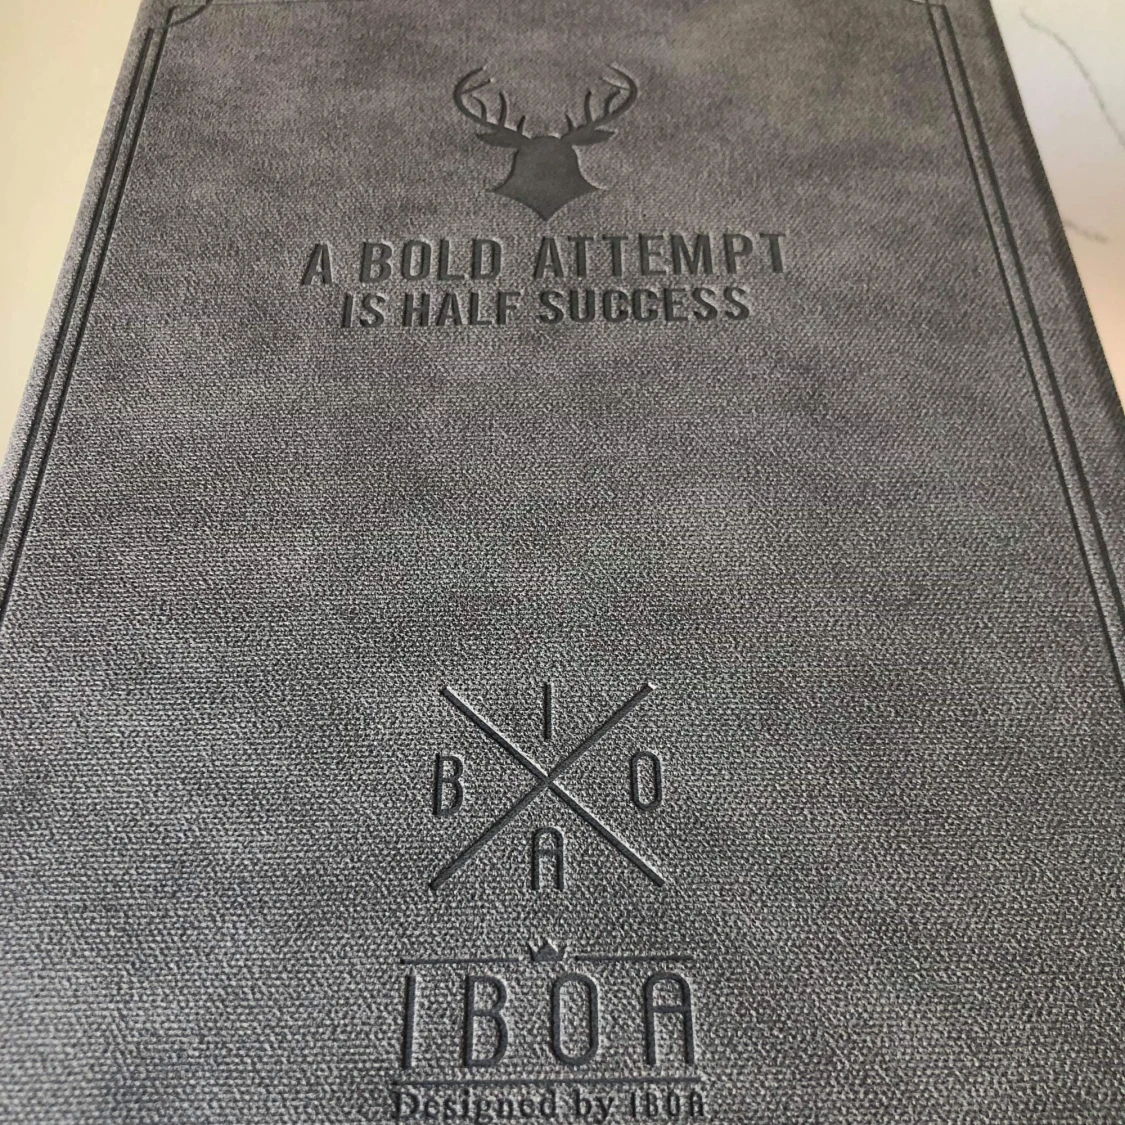 A BOLD ATTEMPT
IS HALF SUCCESS
I
B O
A
IBOA
Designed by IBOA